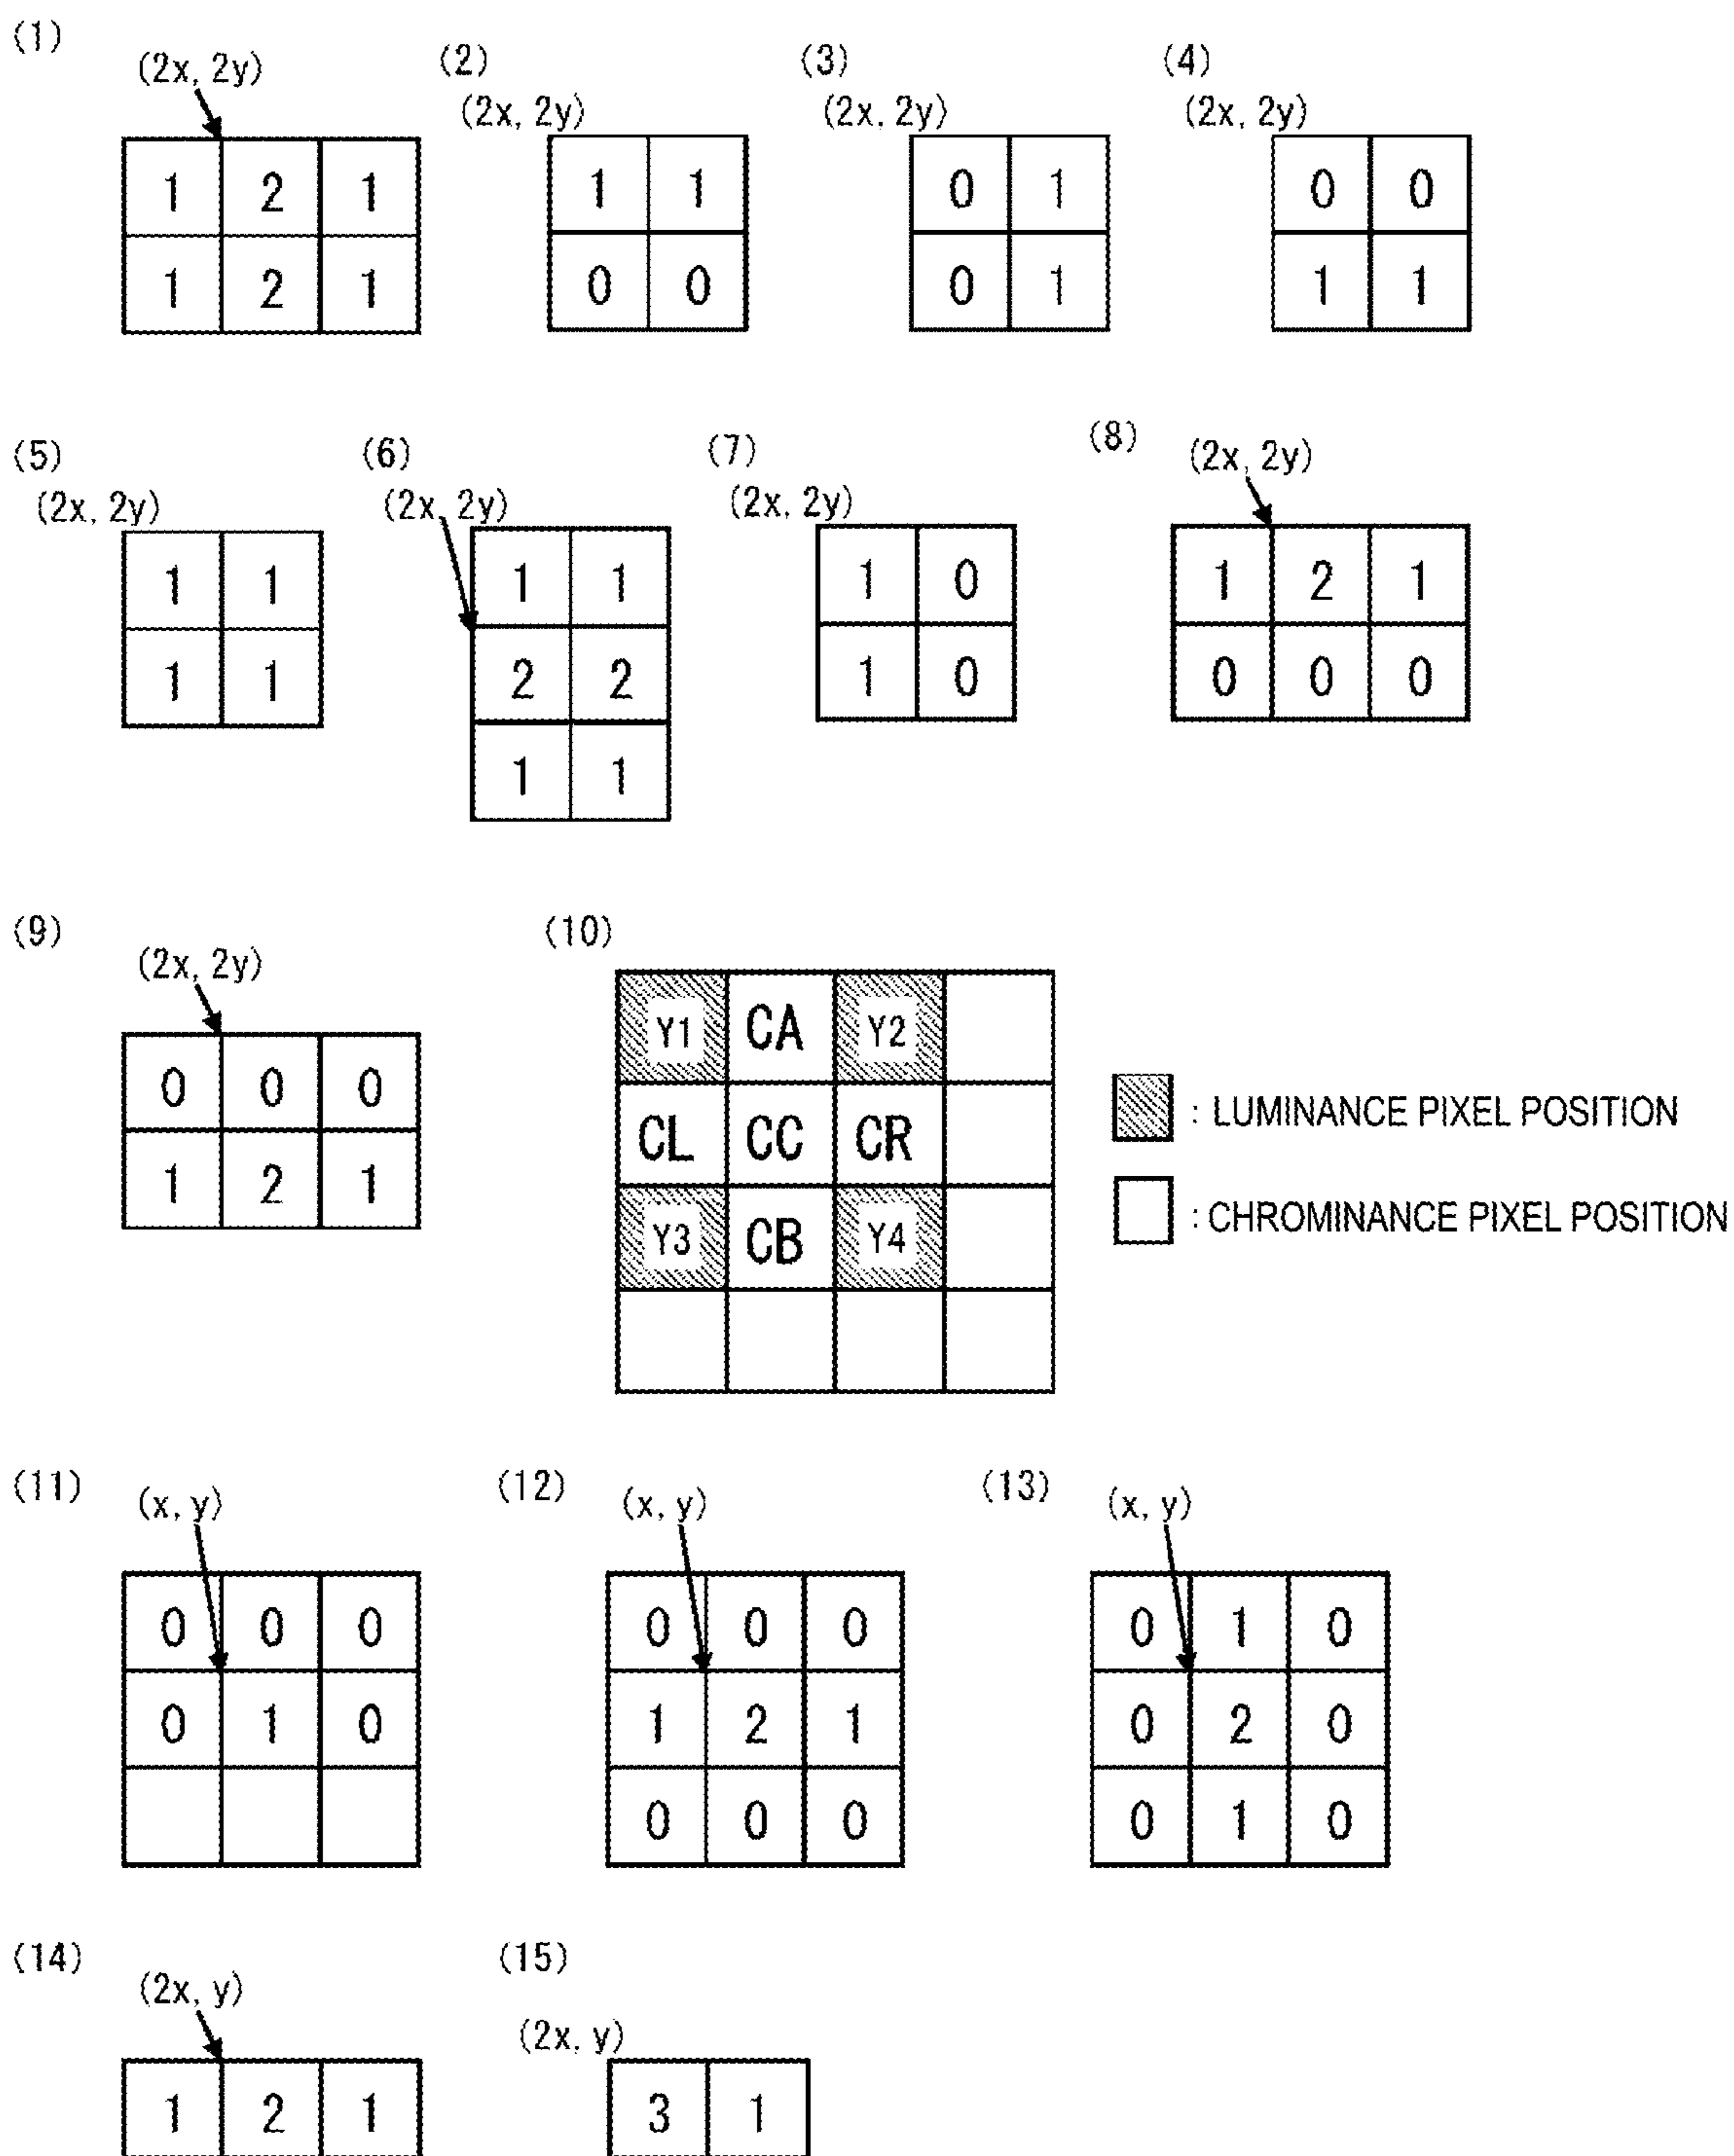 (1)
(2x, 2y)
1 2 1
1 2 1
(2)
(2x, 2y)
1 1
0 0
(3)
(2x, 2y)
0 1
0 1
(4)
(2x, 2y)
0 0
1 1
(5)
(2x, 2y)
1 1
1 1
(6)
(2x, 2y)
1 1
2 2
1 1
(7)
(2x, 2y)
1 0
1 0
(8)
(2x, 2y)
1 2 1
0 0 0
(9)
(2x, 2y)
0 0 0
1 2 1
(10)
Y1 CA Y2
CL CC CR
Y3 CB Y4
: LUMINANCE PIXEL POSITION
: CHROMINANCE PIXEL POSITION
(11)
(x, y)
0 0 0
0 1 0
(12)
(x, y)
0 0 0
1 2 1
0 0 0
(13)
(x, y)
0 1 0
0 2 0
0 1 0
(14)
(2x, y)
1 2 1
(15)
(2x, y)
3 1